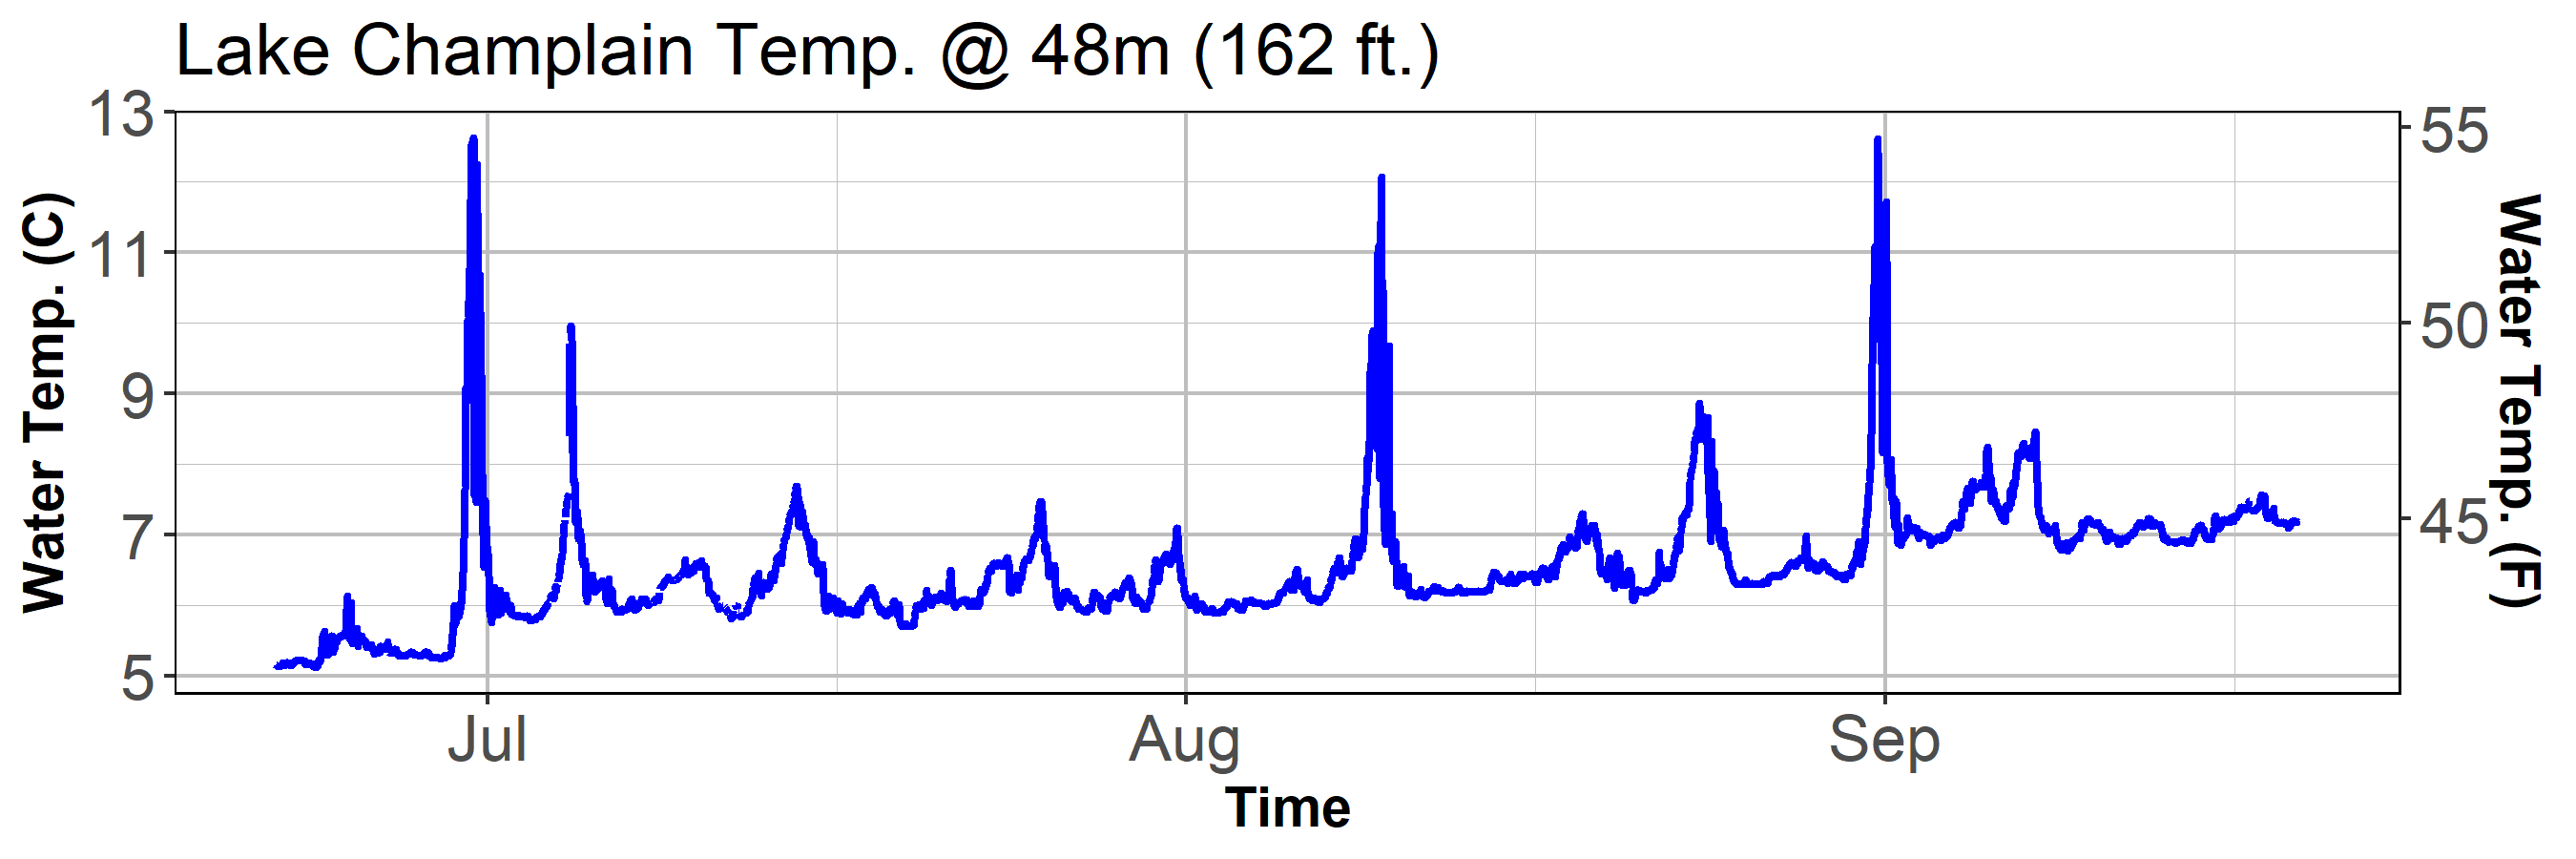 Lake Champlain Temp. @ 48m (162 ft.)
13
11
9
7
5
Water Temp. (C)
55
50
45
Water Temp. (F)
Jul Aug Sep
Time